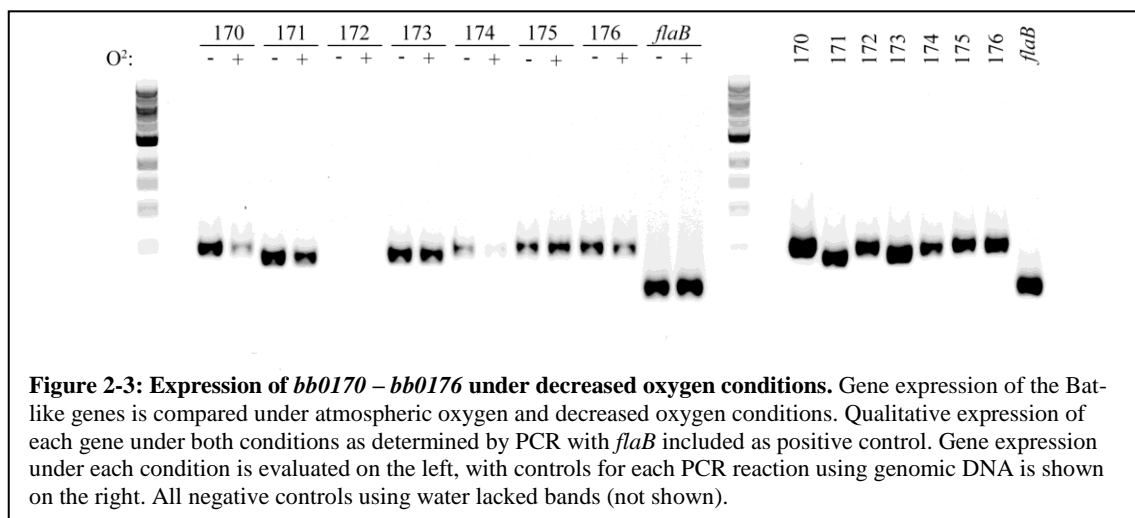 170 171 172 173 174 175 176 flaB
O²: - + - + - + - + - + - + - + - +
170 171 172 173 174 175 176 flaB
Figure 2-3: Expression of bb0170 – bb0176 under decreased oxygen conditions. Gene expression of the Bat-
like genes is compared under atmospheric oxygen and decreased oxygen conditions. Qualitative expression of
each gene under both conditions as determined by PCR with flaB included as positive control. Gene expression
under each condition is evaluated on the left, with controls for each PCR reaction using genomic DNA is shown
on the right. All negative controls using water lacked bands (not shown).